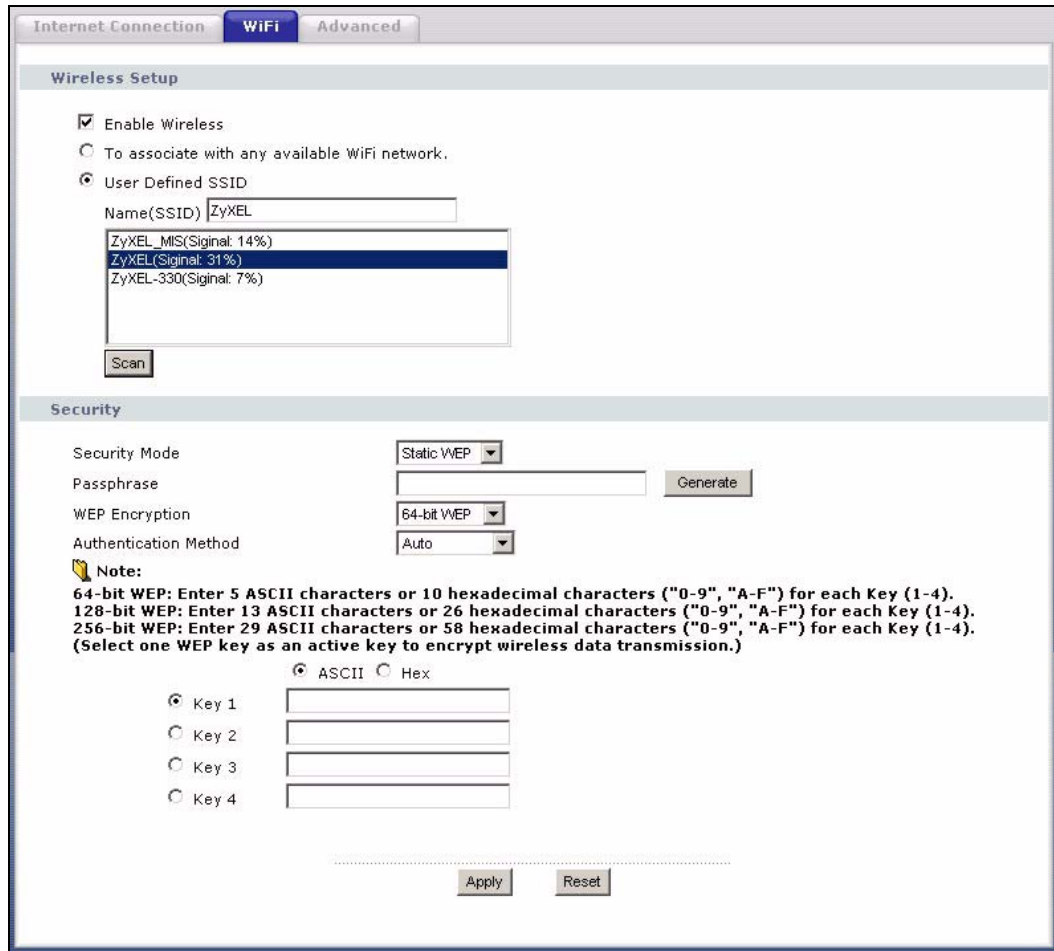 Internet Connection WiFi Advanced
Wireless Setup
Enable Wireless
To associate with any available WiFi network.
User Defined SSID
Name(SSID) ZyXEL
ZyXEL_MIS(Siginal: 14%)
ZyXEL(Siginal: 31%)
ZyXEL-330(Siginal: 7%)
Scan
Security
Security Mode Static WEP
Passphrase Generate
WEP Encryption 64-bit WEP
Authentication Method Auto
Note:
64-bit WEP: Enter 5 ASCII characters or 10 hexadecimal characters ("0-9", "A-F") for each Key (1-4).
128-bit WEP: Enter 13 ASCII characters or 26 hexadecimal characters ("0-9", "A-F") for each Key (1-4).
256-bit WEP: Enter 29 ASCII characters or 58 hexadecimal characters ("0-9", "A-F") for each Key (1-4).
(Select one WEP key as an active key to encrypt wireless data transmission.)
ASCII Hex
Key 1
Key 2
Key 3
Key 4
Apply Reset